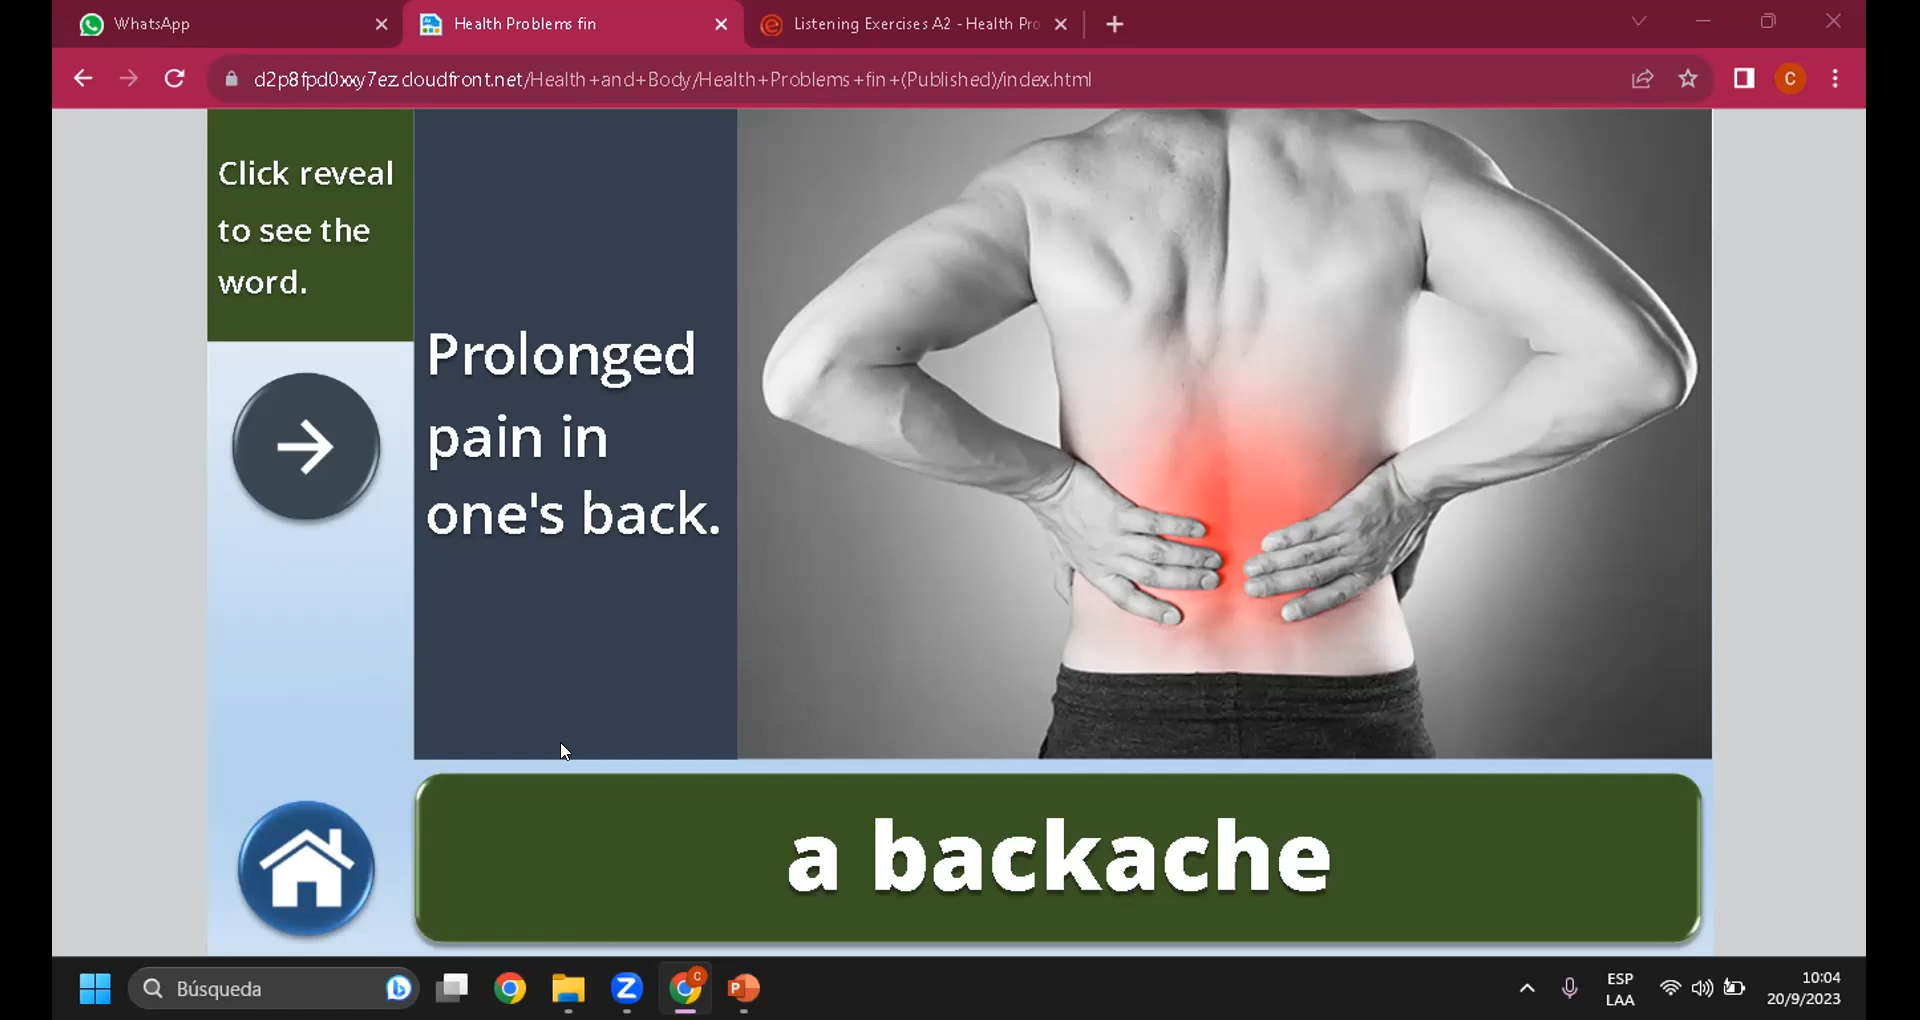 WhatsApp
Health Problems fin
Listening Exercises A2 - Health Pro
d2p8fpd0xxy7ez.cloudfront.net/Health+and+Body/Health+Problems+fin+(Published)/index.html
C
Click reveal
to see the
word.
Prolonged
pain in
one's back.
a backache
Búsqueda
ESP
LAA
10:04
20/9/2023